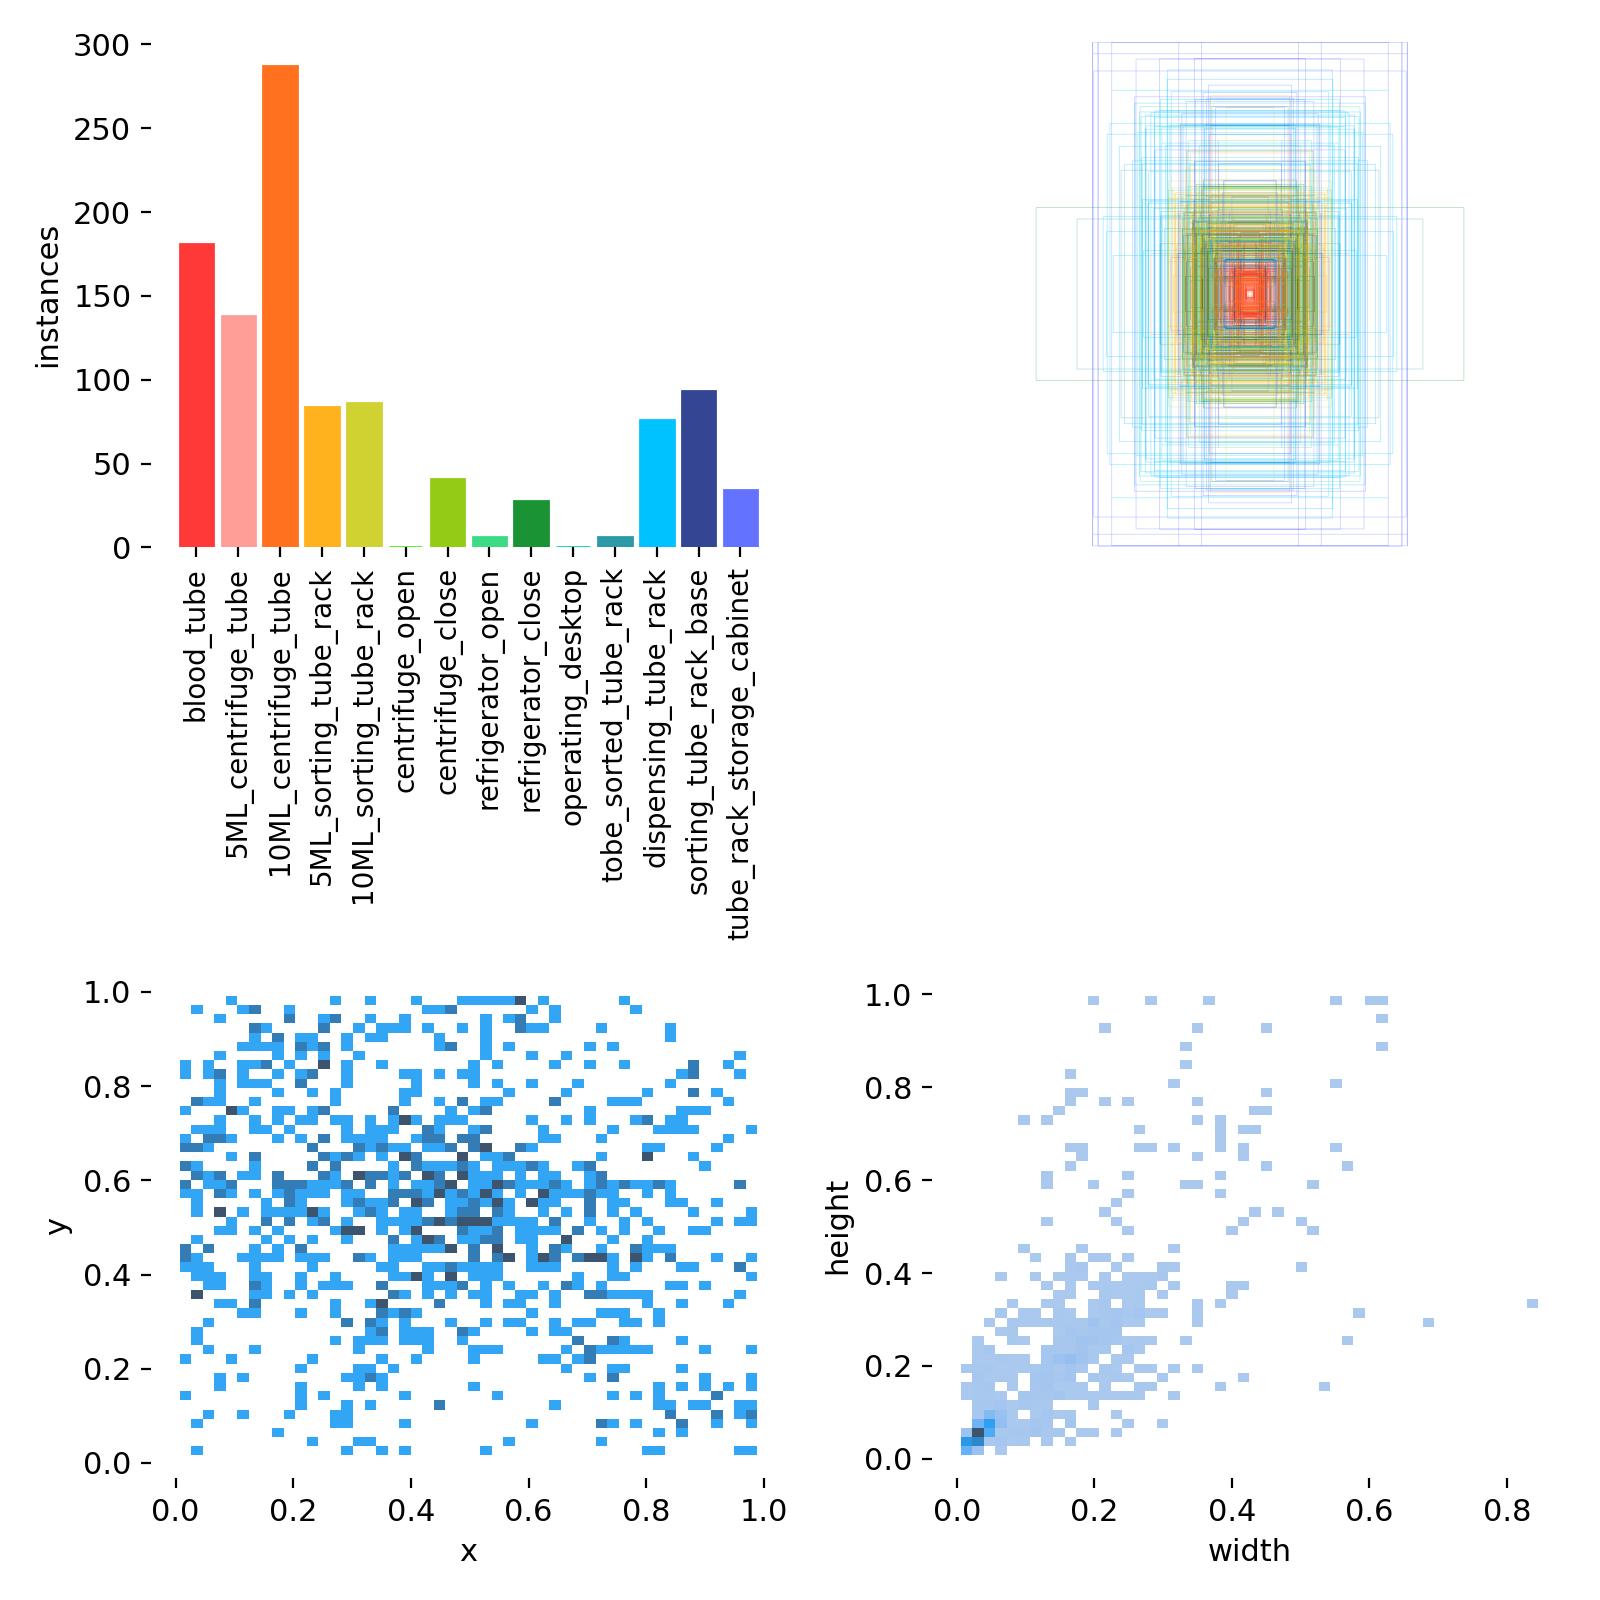 300
250
200
150
100
50
0
instances
blood_tube
5ML_centrifuge_tube
10ML_centrifuge_tube
5ML_sorting_tube_rack
10ML_sorting_tube_rack
centrifuge_open
centrifuge_close
refrigerator_open
refrigerator_close
operating_desktop
tobe_sorted_tube_rack
dispensing_tube_rack
sorting_tube_rack_base
tube_rack_storage_cabinet
1.0
0.8
0.6
0.4
0.2
0.0
y
0.0 0.2 0.4 0.6 0.8 1.0
x
1.0
0.8
0.6
0.4
0.2
0.0
height
0.0 0.2 0.4 0.6 0.8
width